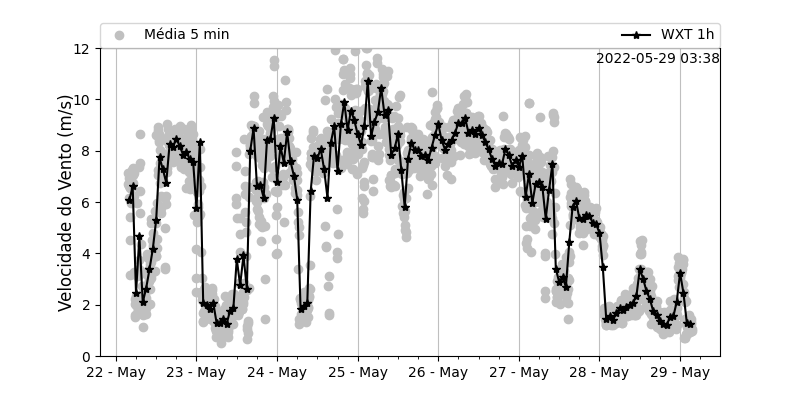 Média 5 min
WXT 1h
2022-05-29 03:38
Velocidade do Vento (m/s)
12
10
8
6
4
2
0
22 - May
23 - May
24 - May
25 - May
26 - May
27 - May
28 - May
29 - May